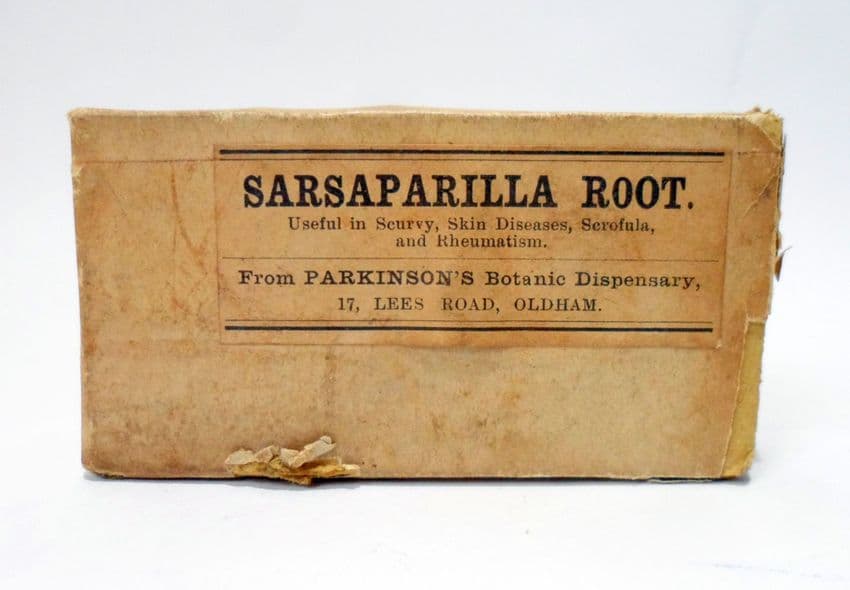 SARSAPARILLA ROOT.
Useful in Scurvy, Skin Diseases, Scrofula,
and Rheumatism.
From PARKINSON'S Botanic Dispensary,
17, LEES ROAD, OLDHAM.